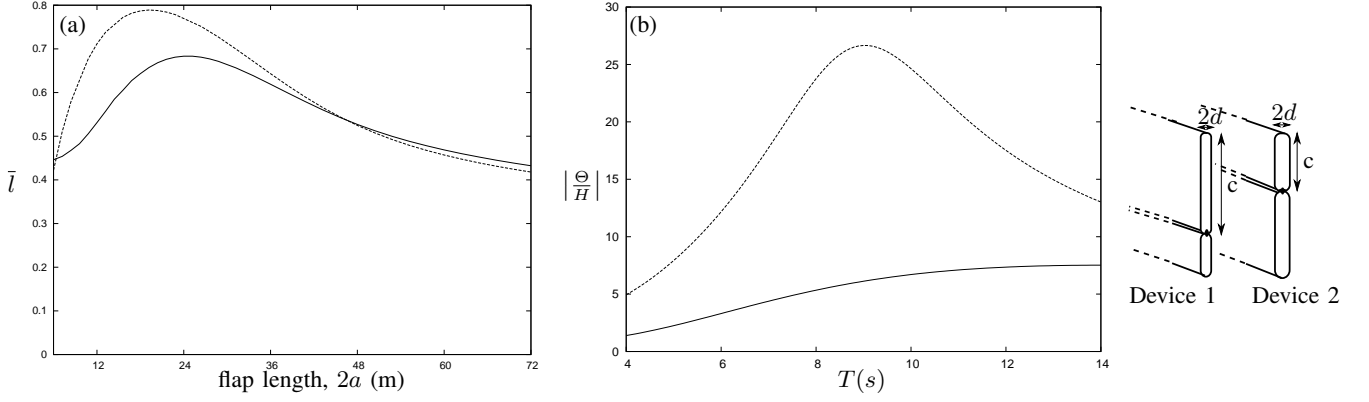 (a)
0.8
0.7
0.6
0.5
0.4
0.3
0.2
0.1
0
l̄
12 24 36 48 60 72
flap length, 2a (m)
(b)
30
25
20
15
10
5
0
|Θ/H|
4 6 8 10 12 14
T(s)
2d 2d
c
c
Device 1 Device 2